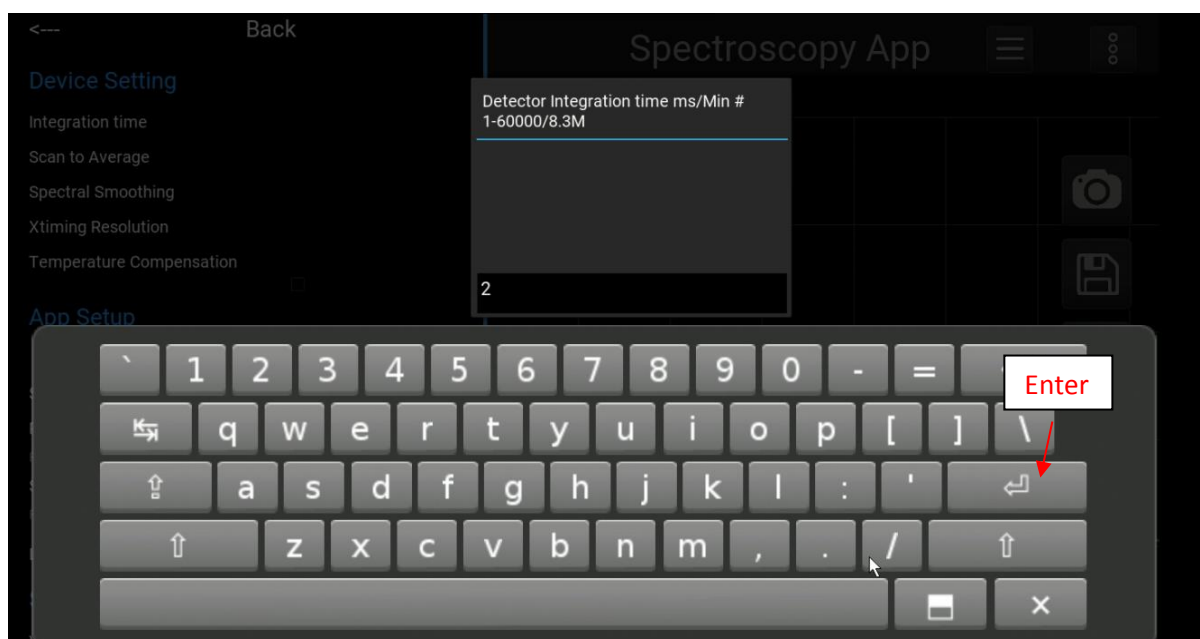 <--- Back
Spectroscopy App
Device Setting
Integration time
Scan to Average
Spectral Smoothing
Xtiming Resolution
Temperature Compensation
App Setup
Detector Integration time ms/Min #
1-60000/8.3M
2
` 1 2 3 4 5 6 7 8 9 0 - =
Enter
q w e r t y u i o p [ ] \
a s d f g h j k l : '
z x c v b n m , . /